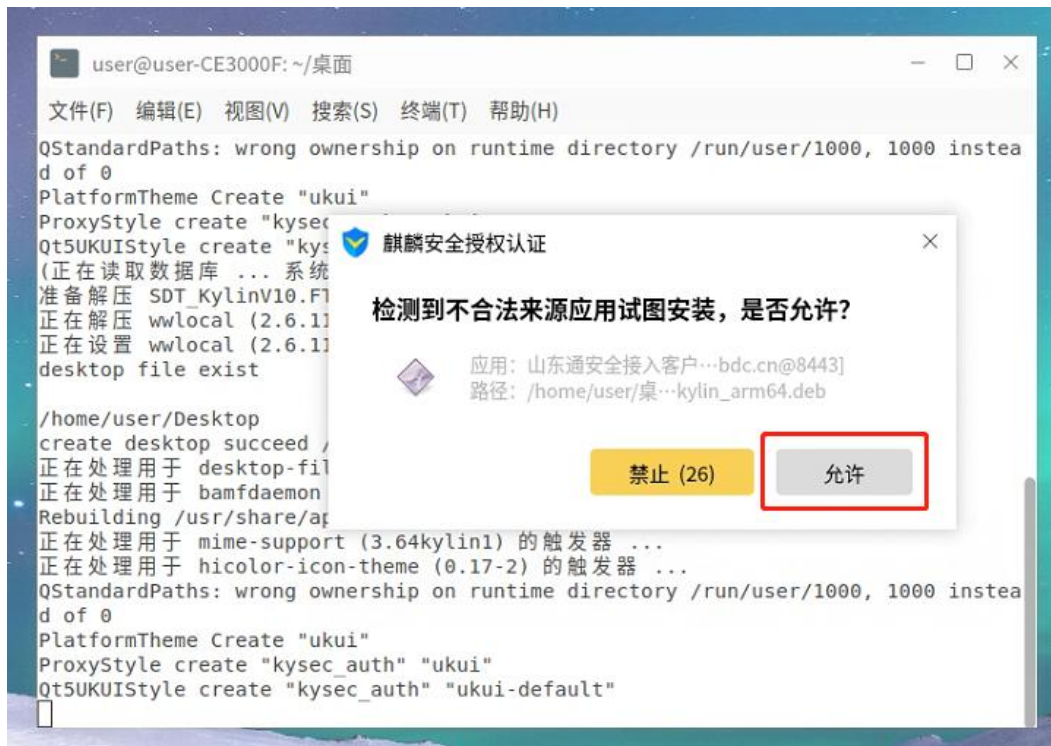 user@user-CE3000F: ~/桌面
文件(F) 编辑(E) 视图(V) 搜索(S) 终端(T) 帮助(H)
QStandardPaths: wrong ownership on runtime directory /run/user/1000, 1000 instea
d of 0
PlatformTheme Create "ukui"
ProxyStyle create "kysec
Qt5UKUIStyle create "kys
(正在读取数据库 ... 系统
准备解压 SDT_KylinV10.FT
正在解压 wwlocal (2.6.11
正在设置 wwlocal (2.6.11
desktop file exist
/home/user/Desktop
create desktop succeed /
正在处理用于 desktop-fil
正在处理用于 bamfdaemon
Rebuilding /usr/share/ap
正在处理用于 mime-support (3.64kylin1) 的触发器 ...
正在处理用于 hicolor-icon-theme (0.17-2) 的触发器 ...
QStandardPaths: wrong ownership on runtime directory /run/user/1000, 1000 instea
d of 0
PlatformTheme Create "ukui"
ProxyStyle create "kysec_auth" "ukui"
Qt5UKUIStyle create "kysec_auth" "ukui-default"
麒麟安全授权认证
检测到不合法来源应用试图安装，是否允许?
应用：山东通安全接入客户···bdc.cn@8443]
路径：/home/user/桌···kylin_arm64.deb
禁止 (26)
允许